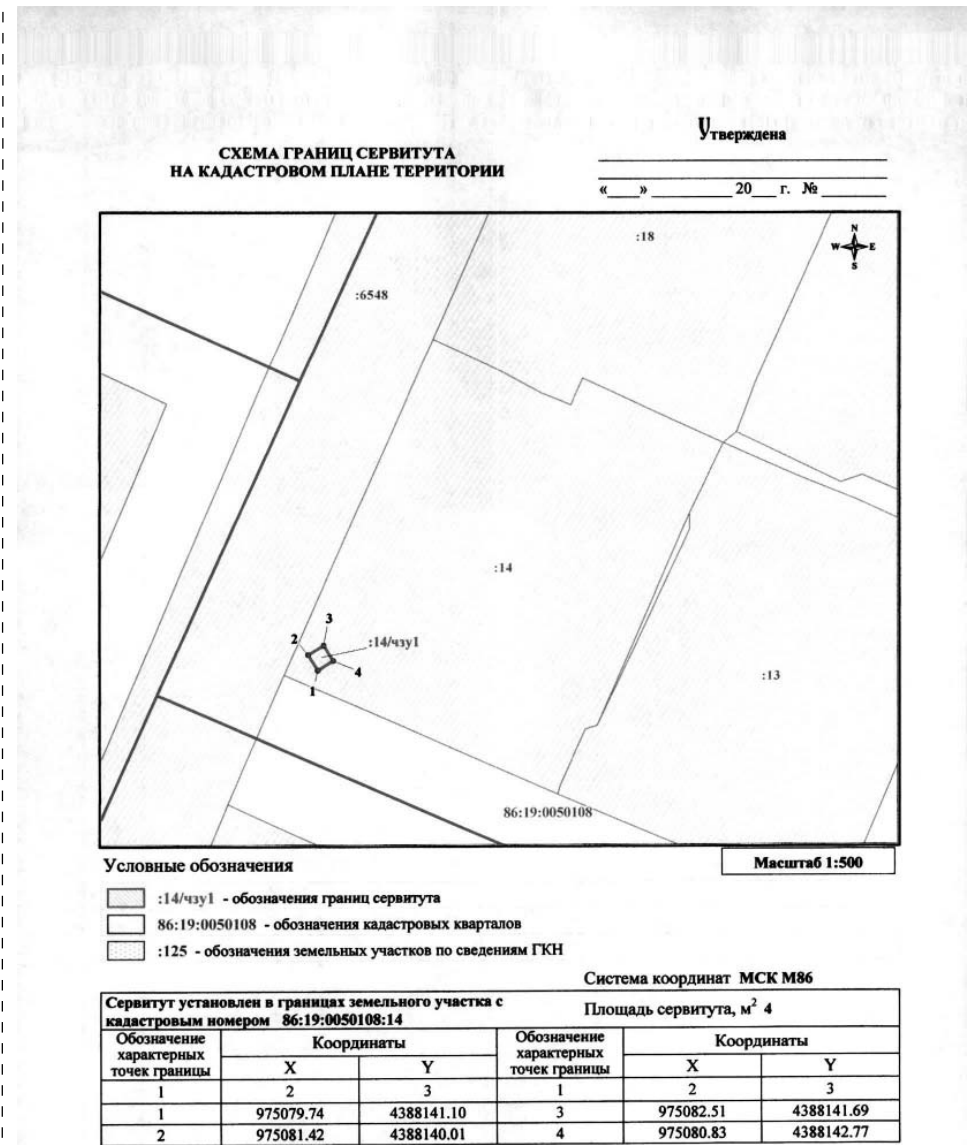 Утверждена
СХЕМА ГРАНИЦ СЕРВИТУТА
НА КАДАСТРОВОМ ПЛАНЕ ТЕРРИТОРИИ
«___» __________ 20___ г. № ________
:18
N
W E
S
:6548
:14
3
2
:14/чзу1
4
1
:13
86:19:0050108
Условные обозначения
Масштаб 1:500
:14/чзу1 - обозначения границ сервитута
86:19:0050108 - обозначения кадастровых кварталов
:125 - обозначения земельных участков по сведениям ГКН
Система координат МСК М86
Сервитут установлен в границах земельного участка с
кадастровым номером 86:19:0050108:14
Площадь сервитута, м² 4
Обозначение характерных точек границы
Координаты
Обозначение характерных точек границы
Координаты
X Y X Y
1 2 3 1 2 3
1 975079.74 4388141.10 3 975082.51 4388141.69
2 975081.42 4388140.01 4 975080.83 4388142.77